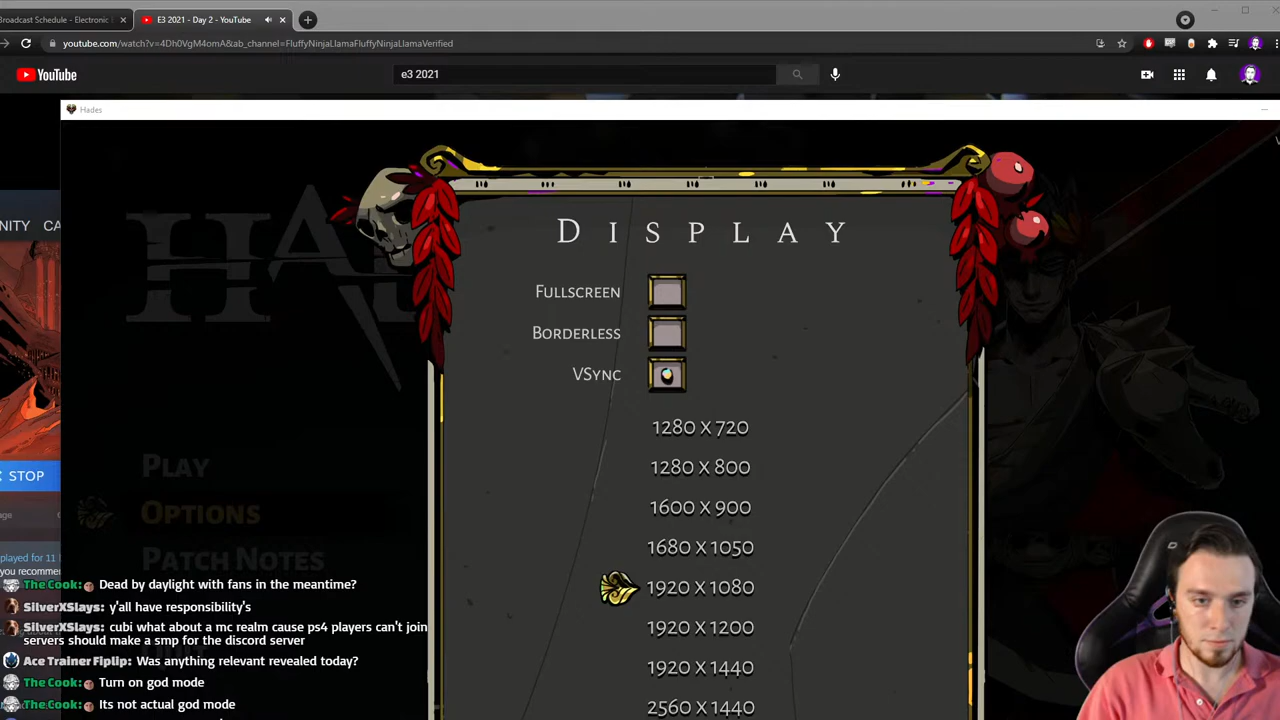 Broadcast Schedule - Electronic
E3 2021 - Day 2 - YouTube
youtube.com/watch?v=4Dh0VgM4omA&ab_channel=FluffyNinjaLlamaFluffyNinjaLlamaVerified
YouTube
e3 2021
Hades
NITY CA
DISPLAY
FULLSCREEN
BORDERLESS
VSYNC
1280 X 720
1280 X 800
1600 X 900
1680 X 1050
1920 X 1080
1920 X 1200
1920 X 1440
2560 X 1440
HA
PLAY
OPTIONS
PATCH NOTES
STOP
played for 11
ou recommen
The Cook: Dead by daylight with fans in the meantime?
SilverXSlays: y'all have responsibility's
SilverXSlays: cubi what about a mc realm cause ps4 players can't join
servers should make a smp for the discord server
Ace Trainer Fiplip: Was anything relevant revealed today?
The Cook: Turn on god mode
The Cook: Its not actual god mode